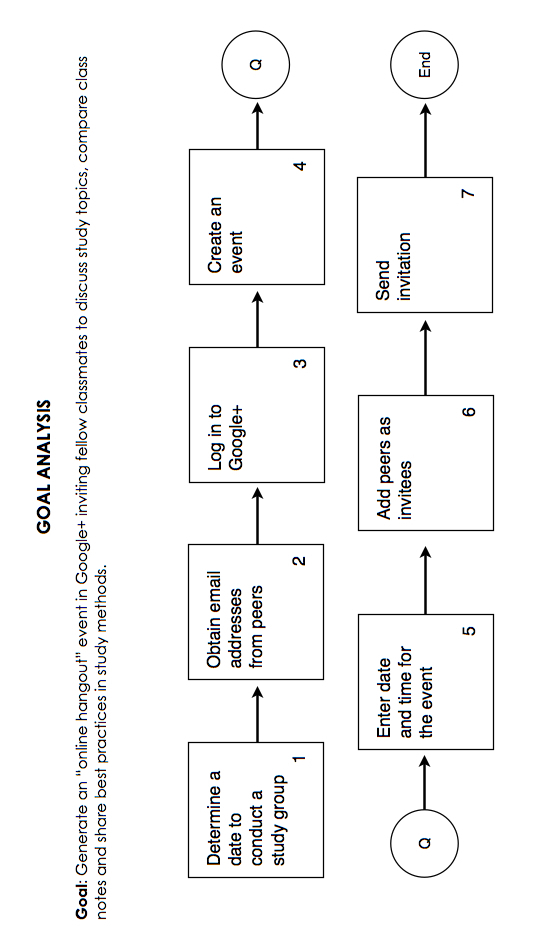 GOAL ANALYSIS
Goal: Generate an "online hangout" event in Google+ inviting fellow classmates to discuss study topics, compare class
notes and share best practices in study methods.
Determine a
date to
conduct a
study group
1
Obtain email
addresses
from peers
2
Log in to
Google+
3
Create an
event
4
Q
Q
Enter date
and time for
the event
5
Add peers as
invitees
6
Send
invitation
7
End